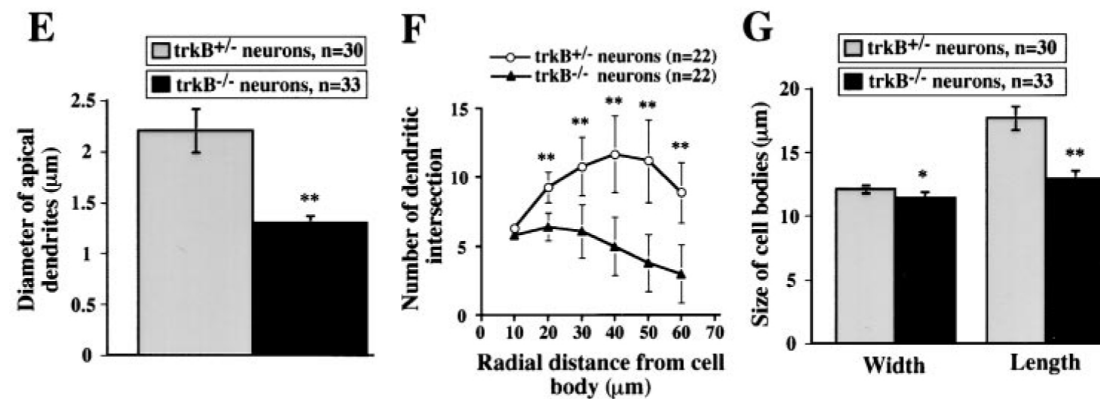 E
trkB+/- neurons, n=30
trkB-/- neurons, n=33
Diameter of apical
dendrites (μm)
2.5
2
1.5
1
0.5
0
**
F
trkB+/- neurons (n=22)
trkB-/- neurons (n=22)
Number of dendritic
intersection
15
10
5
0
** ** ** ** **
0 10 20 30 40 50 60 70
Radial distance from cell
body (μm)
G
trkB+/- neurons, n=30
trkB-/- neurons, n=33
Size of cell bodies (μm)
20
15
10
5
0
* **
Width Length